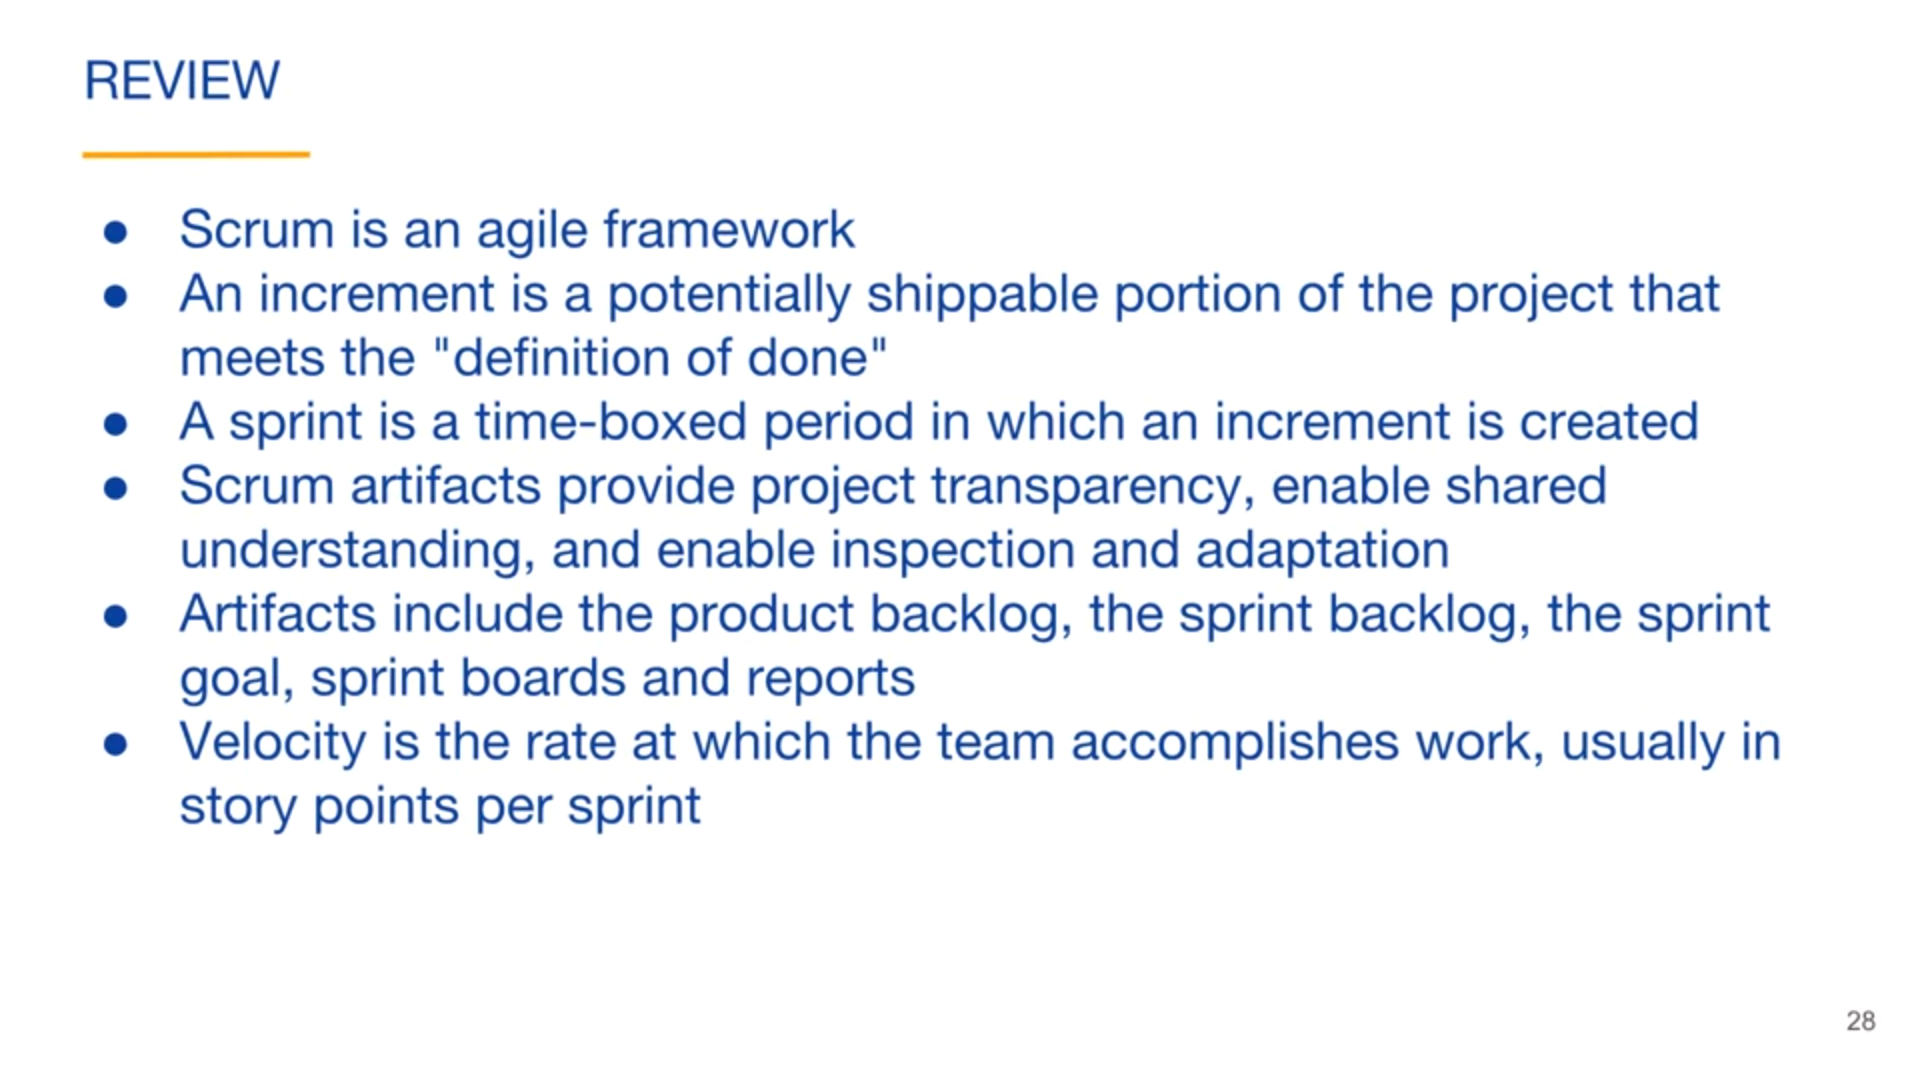 REVIEW
● Scrum is an agile framework
● An increment is a potentially shippable portion of the project that
meets the "definition of done"
● A sprint is a time-boxed period in which an increment is created
● Scrum artifacts provide project transparency, enable shared
understanding, and enable inspection and adaptation
● Artifacts include the product backlog, the sprint backlog, the sprint
goal, sprint boards and reports
● Velocity is the rate at which the team accomplishes work, usually in
story points per sprint
28